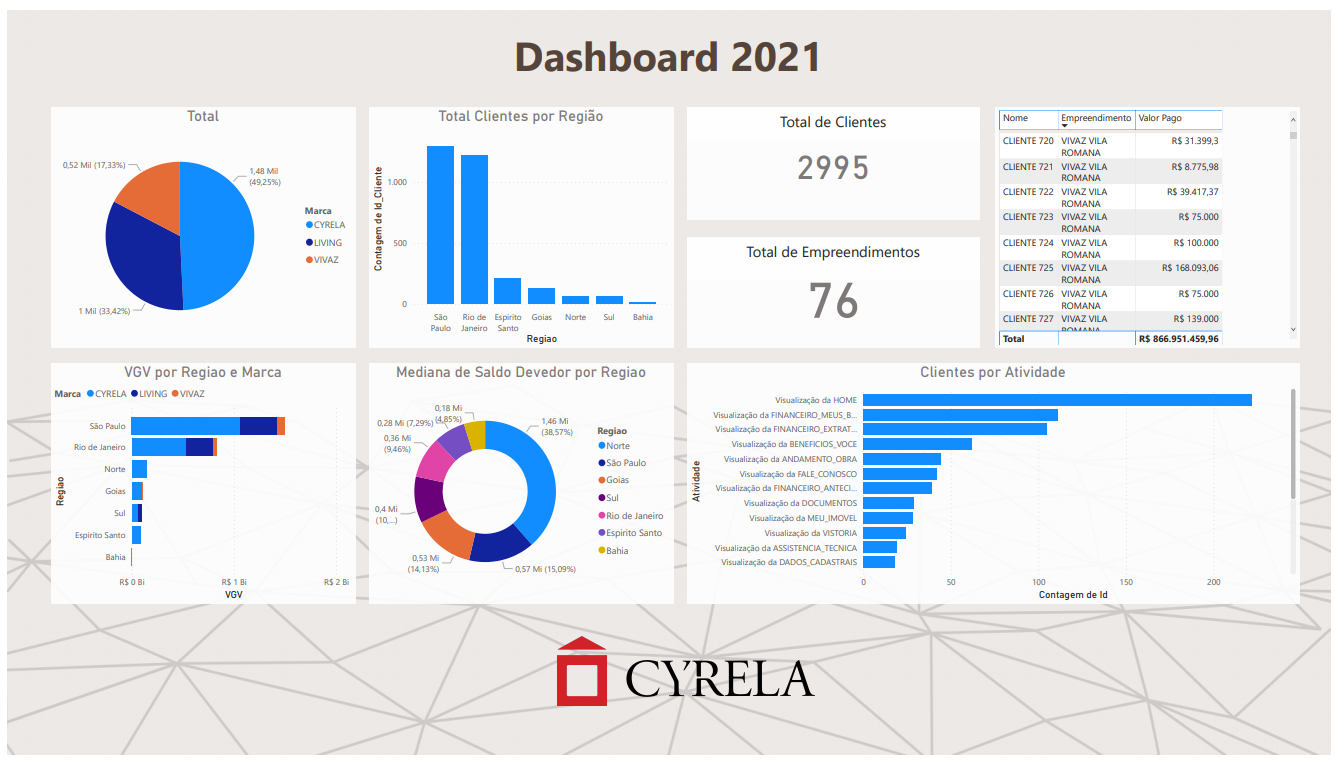 Dashboard 2021
Total
0,52 Mil (17,33%)
1,48 Mil
(49,25%)
1 Mil (33,42%)
Marca
CYRELA
LIVING
VIVAZ
Total Clientes por Região
Contagem de Id_Cliente
1.000
500
0
São
Paulo
Rio de
Janeiro
Espirito
Santo
Goias
Norte
Sul
Bahia
Regiao
Total de Clientes
2995
Total de Empreendimentos
76
Nome Empreendimento Valor Pago
CLIENTE 720 VIVAZ VILA R$ 31.399,3
ROMANA
CLIENTE 721 VIVAZ VILA R$ 8.775,98
ROMANA
CLIENTE 722 VIVAZ VILA R$ 39.417,37
ROMANA
CLIENTE 723 VIVAZ VILA R$ 75.000
ROMANA
CLIENTE 724 VIVAZ VILA R$ 100.000
ROMANA
CLIENTE 725 VIVAZ VILA R$ 168.093,06
ROMANA
CLIENTE 726 VIVAZ VILA R$ 75.000
ROMANA
CLIENTE 727 VIVAZ VILA R$ 139.000
ROMANA
Total R$ 866.951.459,96
VGV por Regiao e Marca
Marca CYRELA LIVING VIVAZ
Regiao
São Paulo
Rio de Janeiro
Norte
Goias
Sul
Espirito Santo
Bahia
R$ 0 Bi R$ 1 Bi R$ 2 Bi
VGV
Mediana de Saldo Devedor por Regiao
0,18 Mi
(4,85%)
0,28 Mi (7,29%)
0,36 Mi
(9,46%)
0,4 Mi
(10,...)
0,53 Mi
(14,13%)
0,57 Mi (15,09%)
1,46 Mi
(38,57%)
Regiao
Norte
São Paulo
Goias
Sul
Rio de Janeiro
Espirito Santo
Bahia
Clientes por Atividade
Atividade
Visualização da HOME
Visualização da FINANCEIRO_MEUS_B...
Visualização da FINANCEIRO_EXTRAT...
Visualização da BENEFICIOS_VOCE
Visualização da ANDAMENTO_OBRA
Visualização da FALE_CONOSCO
Visualização da FINANCEIRO_ANTECI...
Visualização da DOCUMENTOS
Visualização da MEU_IMOVEL
Visualização da VISTORIA
Visualização da ASSISTENCIA_TECNICA
Visualização da DADOS_CADASTRAIS
0 50 100 150 200
Contagem de Id
CYRELA